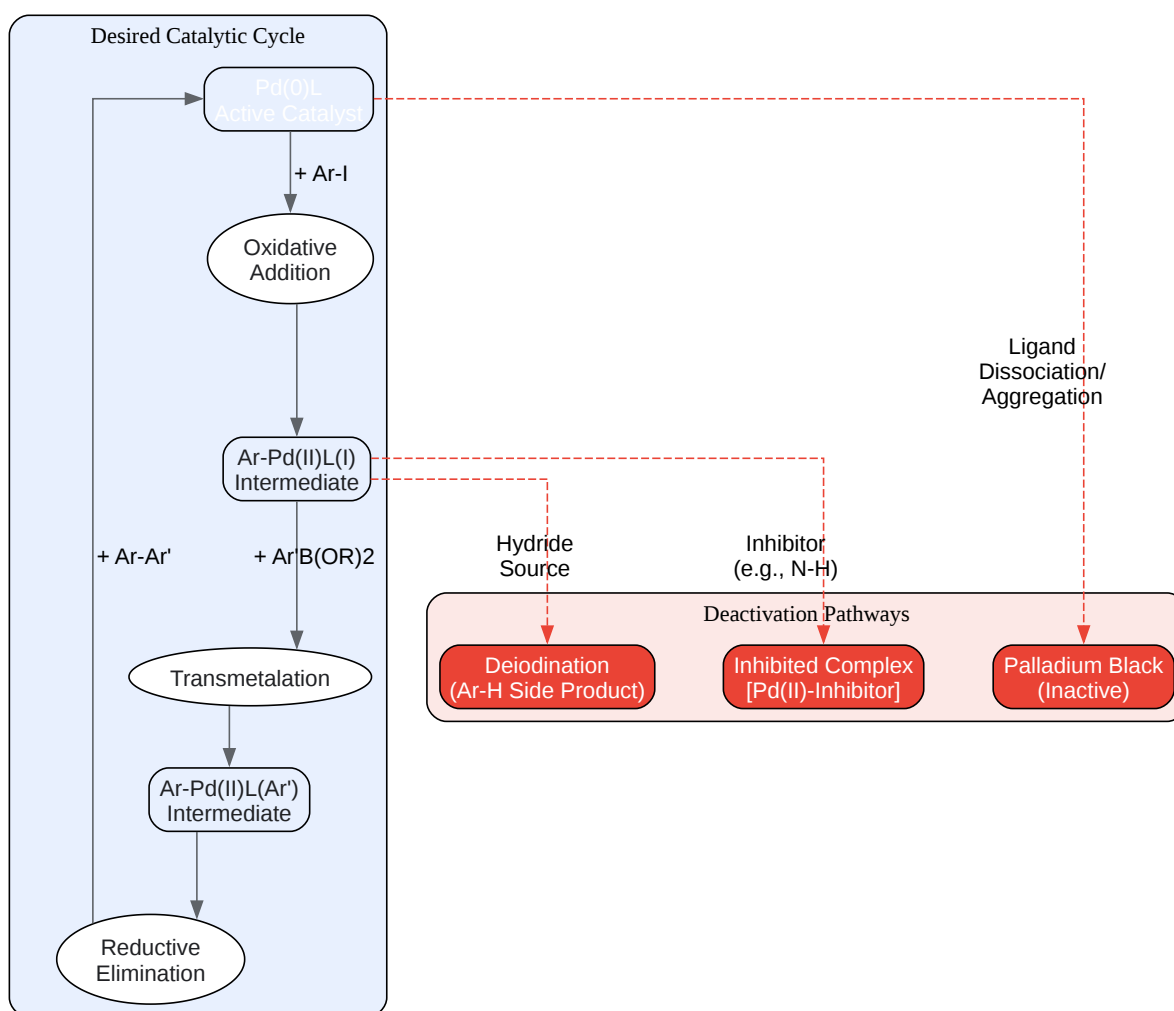 Desired Catalytic Cycle
Pd(0)L
Active Catalyst
+ Ar-I
Oxidative
Addition
Ligand
Dissociation/
Aggregation
Ar-Pd(II)L(I)
Intermediate
+ Ar-Ar'
+ Ar'B(OR)2
Hydride
Source
Inhibitor
(e.g., N-H)
Deactivation Pathways
Deiodination
(Ar-H Side Product)
Inhibited Complex
[Pd(II)-Inhibitor]
Palladium Black
(Inactive)
Transmetalation
Ar-Pd(II)L(Ar')
Intermediate
Reductive
Elimination